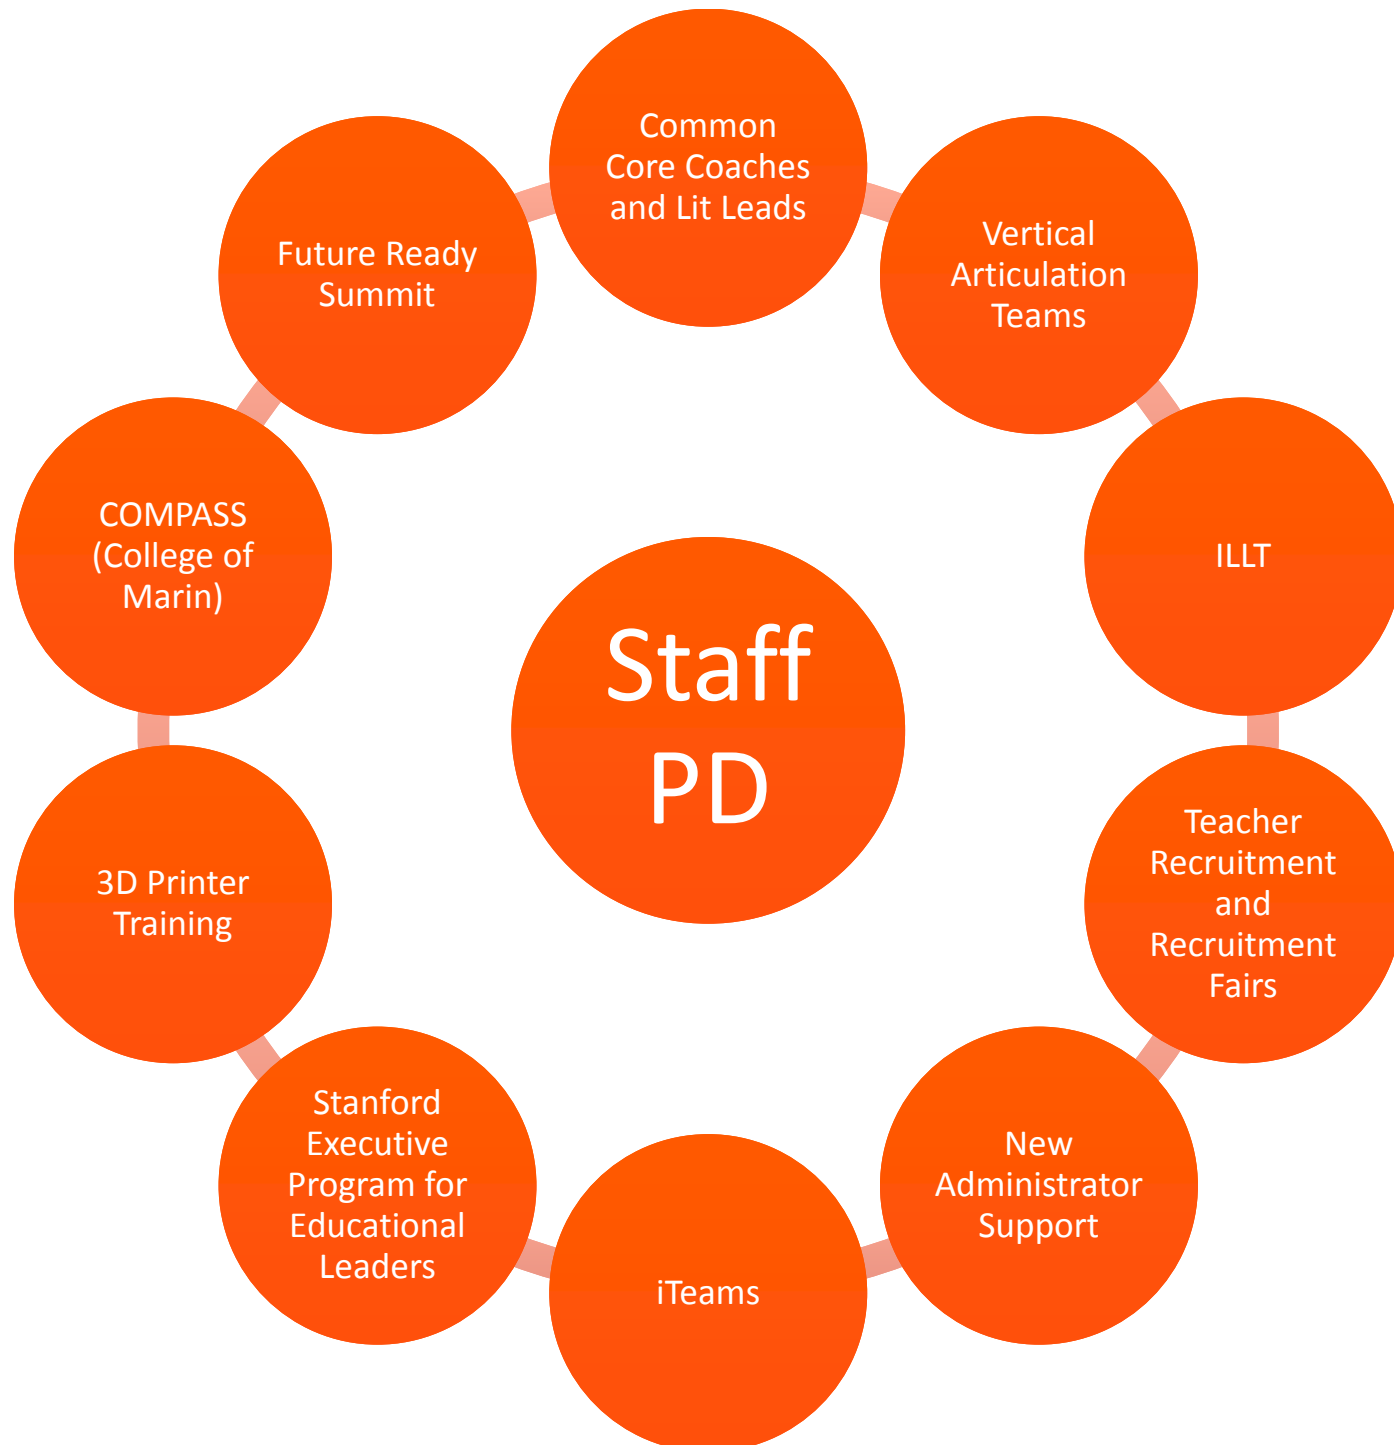 Common
Core Coaches
and Lit Leads
Vertical
Articulation
Teams
ILLT
Teacher
Recruitment
and
Recruitment
Fairs
New
Administrator
Support
iTeams
Stanford
Executive
Program for
Educational
Leaders
3D Printer
Training
COMPASS
(College of
Marin)
Future Ready
Summit
Staff
PD